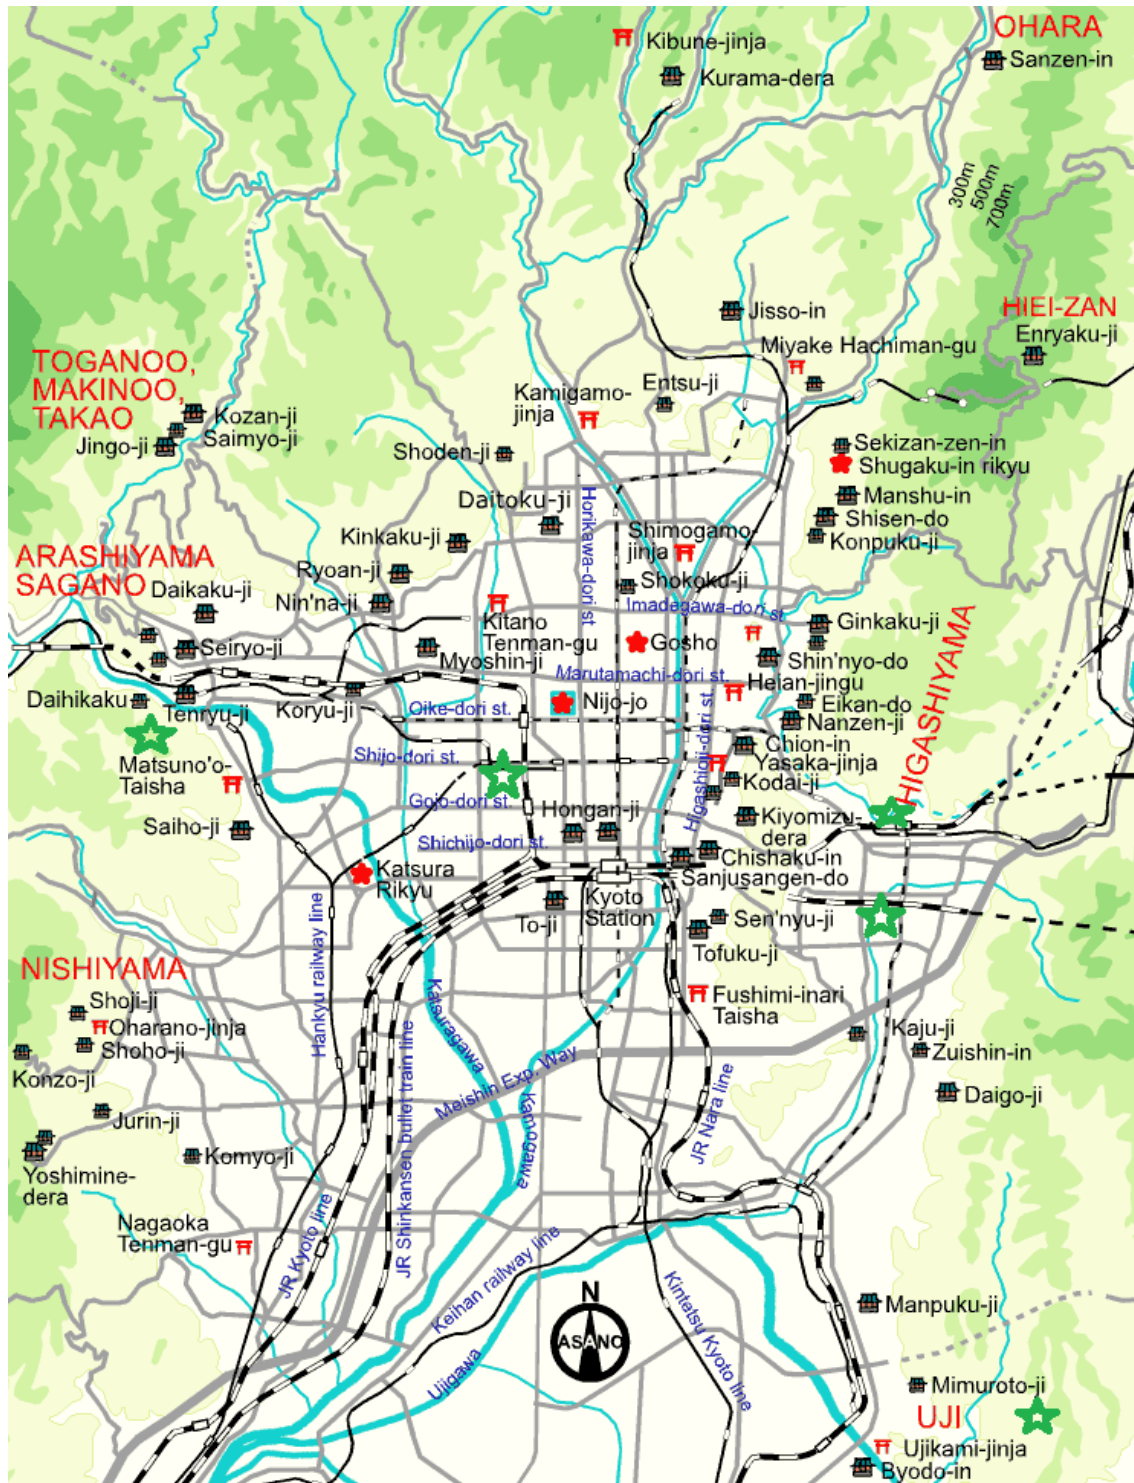 OHARA
Kibune-jinja
Sanzen-in
Kurama-dera
300m
500m
700m
Jisso-in
HIEI-ZAN
Enryaku-ji
Miyake Hachiman-gu
TOGANOO,
MAKINOO,
TAKAO
Kozan-ji
Saimyo-ji
Jingo-ji
Kamigamo-
jinja
Entsu-ji
Shoden-ji
Sekizan-zen-in
Shugaku-in rikyu
Manshu-in
Shisen-do
Konpuku-ji
Daitoku-ji
Horikawa-dori st.
Kinkaku-ji
Shimogamo-
jinja
ARASHIYAMA
SAGANO
Ryoan-ji
Shokoku-ji
Daikaku-ji
Nin'na-ji
Imadegawa-dori st.
Kitano
Tenman-gu
Ginkaku-ji
HIGASHIYAMA
Seiryo-ji
Myoshin-ji
Gosho
Shin'nyo-do
Marutamachi-dori st.
Heian-jingu
Daihikaku
Tenryu-ji
Koryu-ji
Nijo-jo
Eikan-do
Oike-dori st.
Nanzen-ji
Higashioji-dori st.
Chion-in
Shijo-dori st.
Yasaka-jinja
Matsuno'o-
Taisha
Kodai-ji
Gojo-dori st.
Hongan-ji
Kiyomizu-
dera
Saiho-ji
Shichijo-dori st.
Chishaku-in
Katsura
Rikyu
Sanjusangen-do
Kyoto
Station
To-ji
Sen'nyu-ji
Tofuku-ji
Hankyu railway line
NISHIYAMA
Shoji-ji
Oharano-jinja
Shoho-ji
Konzo-ji
Katsuragawa
Fushimi-inari
Taisha
Kaju-ji
Zuishin-in
Daigo-ji
JR Shinkansen bullet train line
Meishin Exp. Way
Kamogawa
JR Nara line
Jurin-ji
Komyo-ji
Yoshimine-
dera
Nagaoka
Tenman-gu
JR Kyoto line
Keihan railway line
Ujigawa
Kintetsu Kyoto line
N
ASANO
Manpuku-ji
Mimuroto-ji
UJI
Ujikami-jinja
Byodo-in